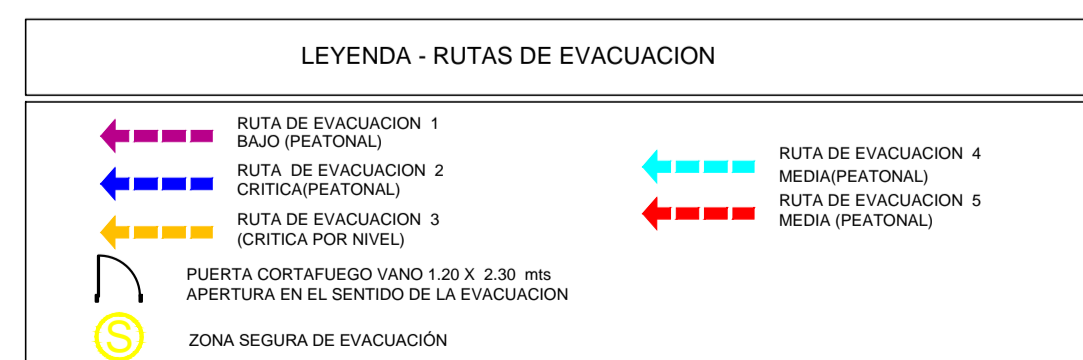 LEYENDA - RUTAS DE EVACUACION
RUTA DE EVACUACION 1
BAJO (PEATONAL)
RUTA DE EVACUACION 2
CRITICA(PEATONAL)
RUTA DE EVACUACION 3
(CRITICA POR NIVEL)
RUTA DE EVACUACION 4
MEDIA(PEATONAL)
RUTA DE EVACUACION 5
MEDIA (PEATONAL)
PUERTA CORTAFUEGO VANO 1.20 X 2.30 mts
APERTURA EN EL SENTIDO DE LA EVACUACION
S
ZONA SEGURA DE EVACUACIÓN